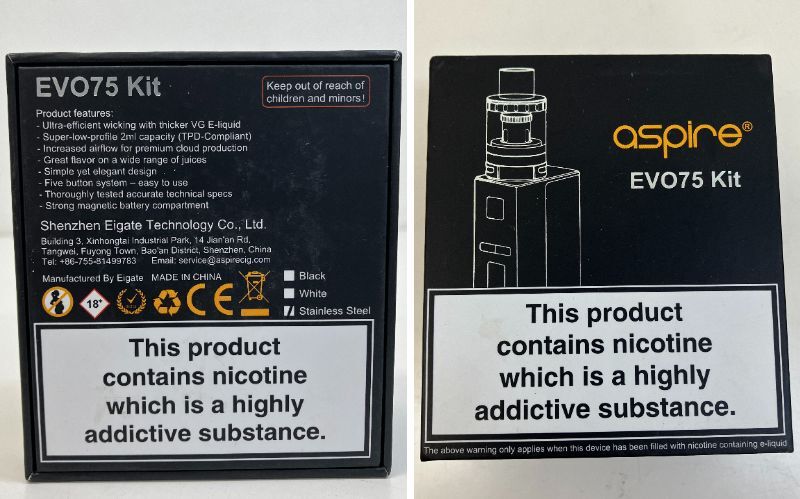 EVO75 Kit
Keep out of reach of
children and minors!
Product features:
- Ultra-efficient wicking with thicker VG E-liquid
- Super-low-profile 2ml capacity (TPD-Compliant)
- Increased airflow for premium cloud production
- Great flavor on a wide range of juices
- Simple yet elegant design
- Five button system – easy to use
- Thoroughly tested accurate technical specs
- Strong magnetic battery compartment
Shenzhen Eigate Technology Co., Ltd.
Building 3, Xinhongtai Industrial Park, 14 Jian'an Rd,
Tangwei, Fuyong Town, Bao'an District, Shenzhen, China
Tel: +86-755-81499783 Email: service@aspirecig.com
Manufactured By Eigate MADE IN CHINA
Black
White
Stainless Steel
18+
CE
This product
contains nicotine
which is a highly
addictive substance.
aspire®
EVO75 Kit
This product
contains nicotine
which is a highly
addictive substance.
The above warning only applies when this device has been filled with nicotine containing e-liquid